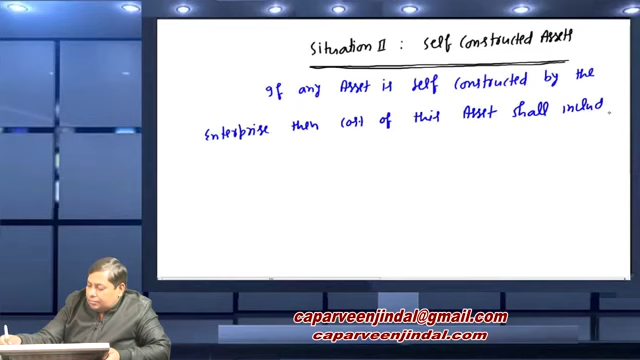 Situation II : Self Constructed Assets
If any Asset is self constructed by the
Enterprise then cost of this Asset shall includ
caparveenjindal@gmail.com
caparveenjindal.com